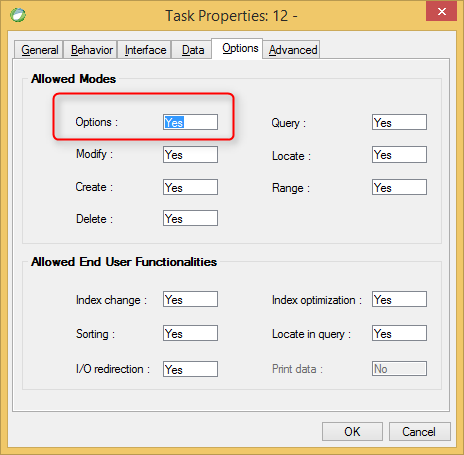 Task Properties: 12 -
General Behavior Interface Data Options Advanced
Allowed Modes
Options : Yes Query : Yes
Modify : Yes Locate : Yes
Create : Yes Range : Yes
Delete : Yes
Allowed End User Functionalities
Index change : Yes Index optimization : Yes
Sorting : Yes Locate in query : Yes
I/O redirection : Yes Print data : No
OK Cancel